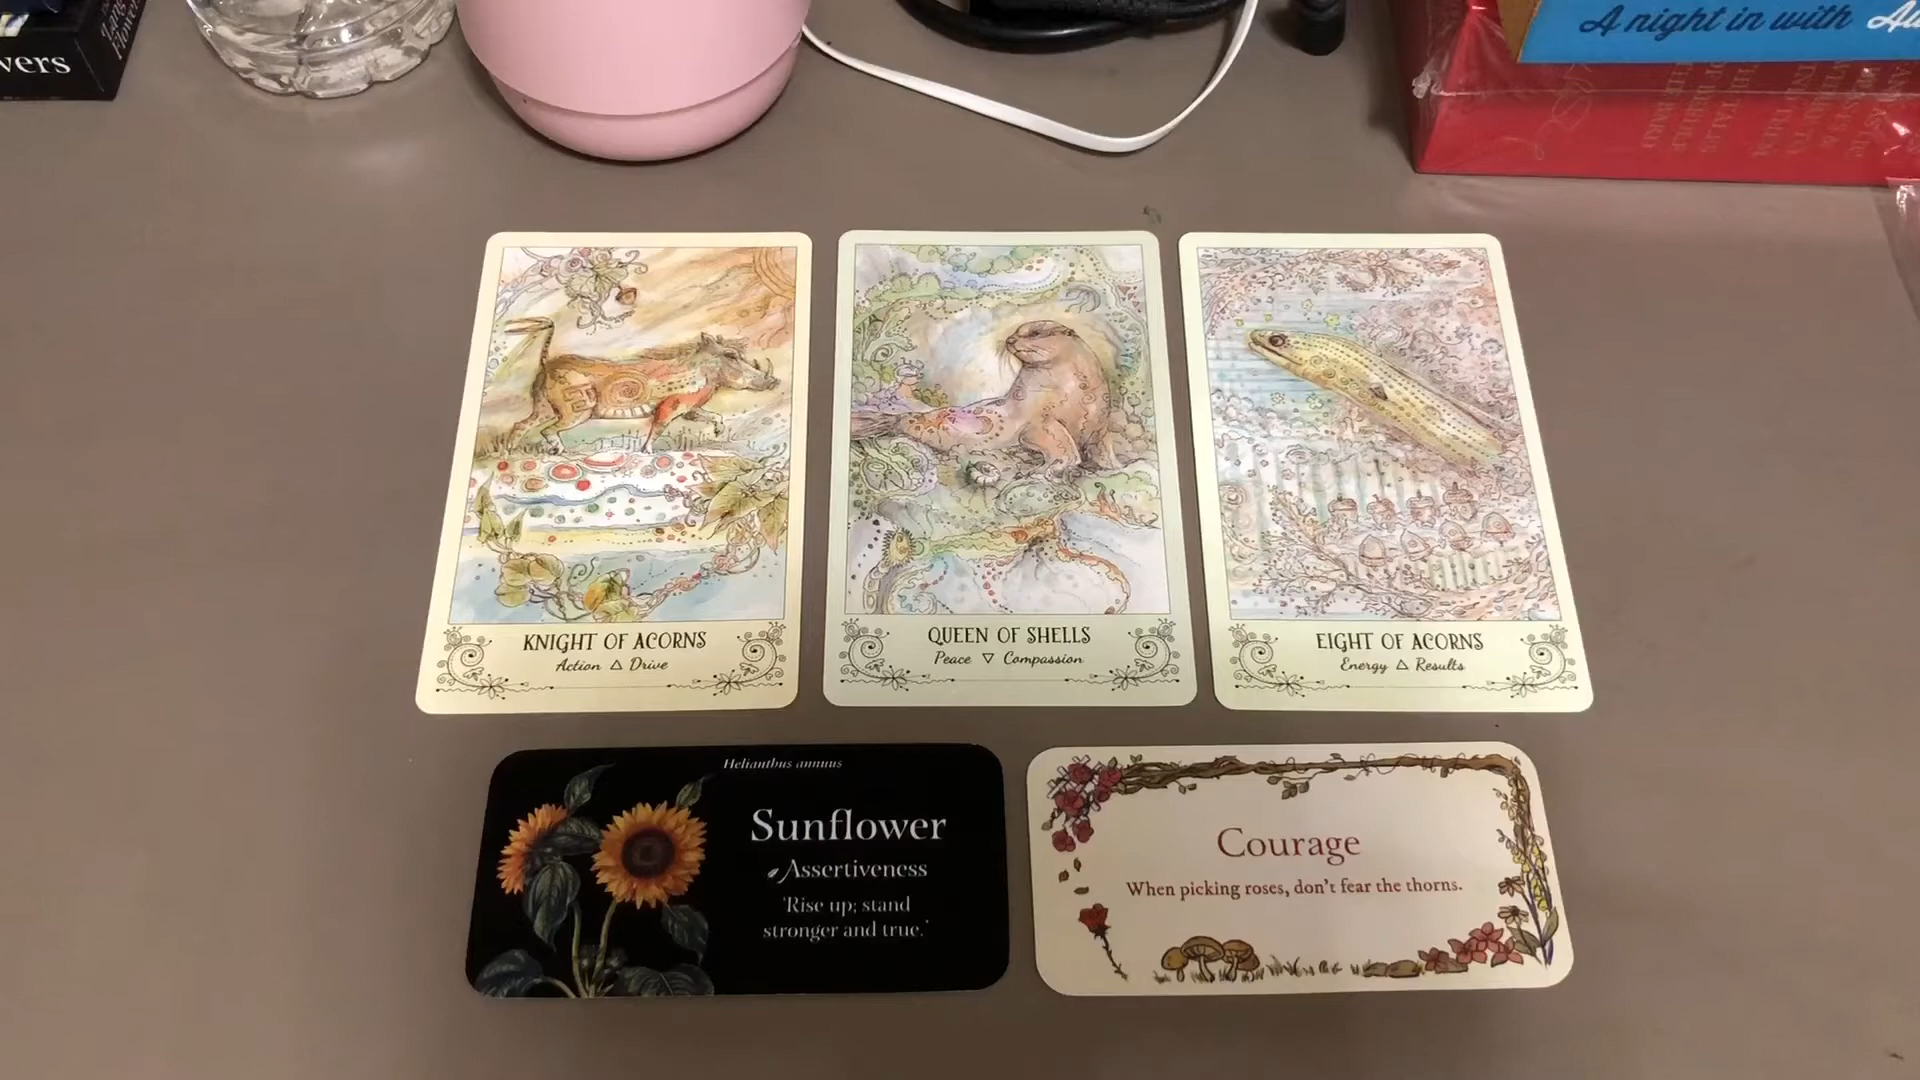 vers
A night in with
KNIGHT OF ACORNS
Action △ Drive
QUEEN OF SHELLS
Peace ▽ Compassion
EIGHT OF ACORNS
Energy △ Results
Helianthus annuus
Sunflower
Assertiveness
'Rise up; stand
stronger and true.'
Courage
When picking roses, don't fear the thorns.